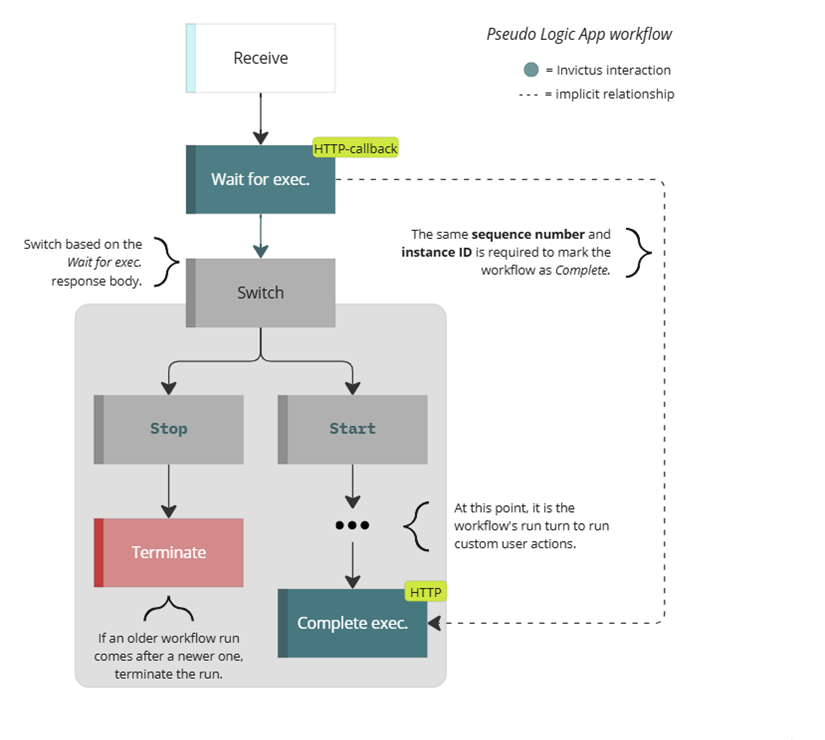 Pseudo Logic App workflow
= Invictus interaction
--- = implicit relationship
Receive
HTTP-callback
Wait for exec.
Switch based on the
Wait for exec.
response body.
The same sequence number and
instance ID is required to mark the
workflow as Complete.
Switch
Stop
Start
At this point, it is the
workflow's run turn to run
custom user actions.
•••
Terminate
HTTP
Complete exec.
If an older workflow run
comes after a newer one,
terminate the run.